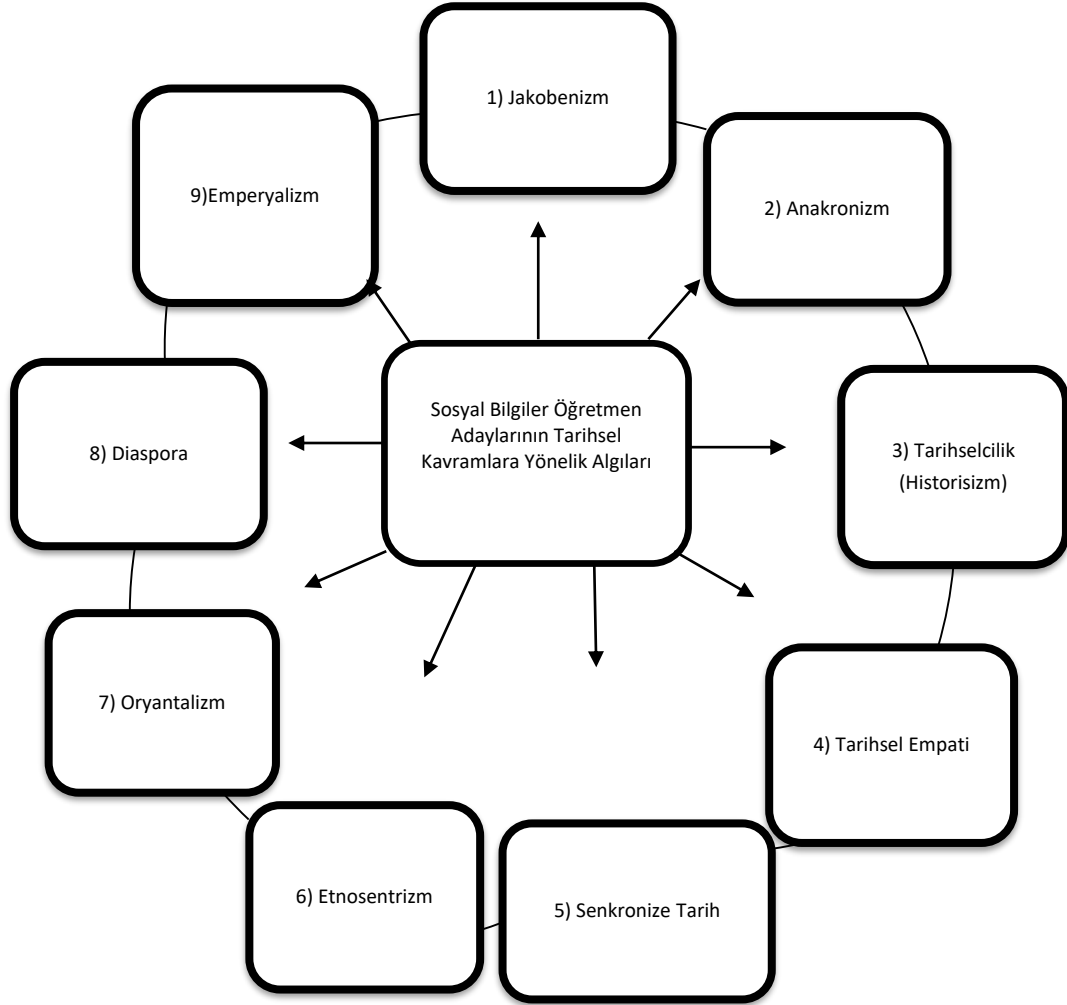 1) Jakobenizm
2) Anakronizm
3) Tarihselcilik
(Historisizm)
4) Tarihsel Empati
5) Senkronize Tarih
6) Etnosentrizm
7) Oryantalizm
8) Diaspora
9)Emperyalizm
Sosyal Bilgiler Öğretmen
Adaylarının Tarihsel
Kavramlara Yönelik Algıları